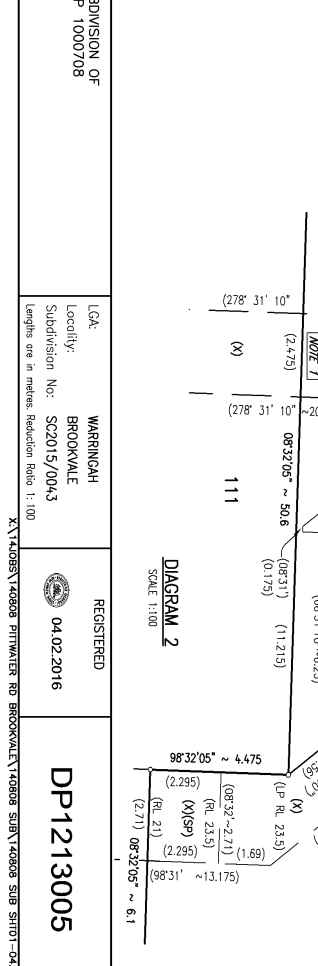 NOTE 1
(278° 31' 10"
(2.475)
(X)
(278° 31' 10"
08°32'05" ~ 50.6
111
(08°31')
(0.175)
(11.215)
DIAGRAM 2
SCALE 1:100
98°32'05" ~ 4.475
(X)
(LP RL 23.5)
(2.295)
(08°32'~2.71)
(1.69)
(RL 23.5)
(X)(SP)
(2.295)
(RL 21)
(98°31' ~13.175)
(2.71)
08°32'05" ~ 6.1
BDIVISION OF
P 1000708
LGA: WARRINGAH
Locality: BROOKVALE
Subdivision No: SC2015/0043
Lengths are in metres. Reduction Ratio 1: 100
REGISTERED
04.02.2016
DP1213005
X:\14JOBS\140808 PITTWATER RD BROOKVALE\140808 SUB\140808 SUB SHT01-04.